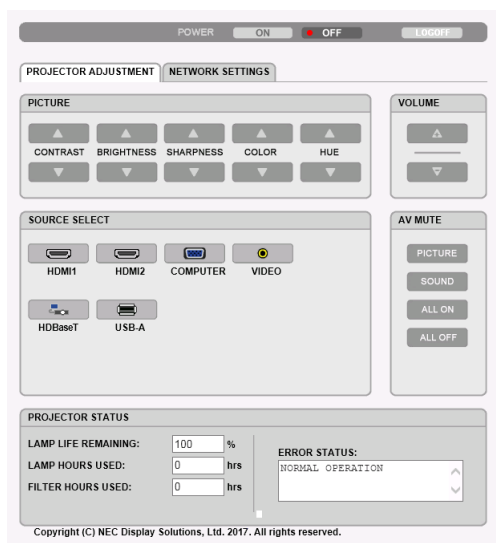 POWER ON OFF LOGOFF
PROJECTOR ADJUSTMENT NETWORK SETTINGS
PICTURE
CONTRAST BRIGHTNESS SHARPNESS COLOR HUE
VOLUME
SOURCE SELECT
HDMI1 HDMI2 COMPUTER VIDEO
HDBaseT USB-A
AV MUTE
PICTURE
SOUND
ALL ON
ALL OFF
PROJECTOR STATUS
LAMP LIFE REMAINING: 100 %
LAMP HOURS USED: 0 hrs
FILTER HOURS USED: 0 hrs
ERROR STATUS:
NORMAL OPERATION
Copyright (C) NEC Display Solutions, Ltd. 2017. All rights reserved.